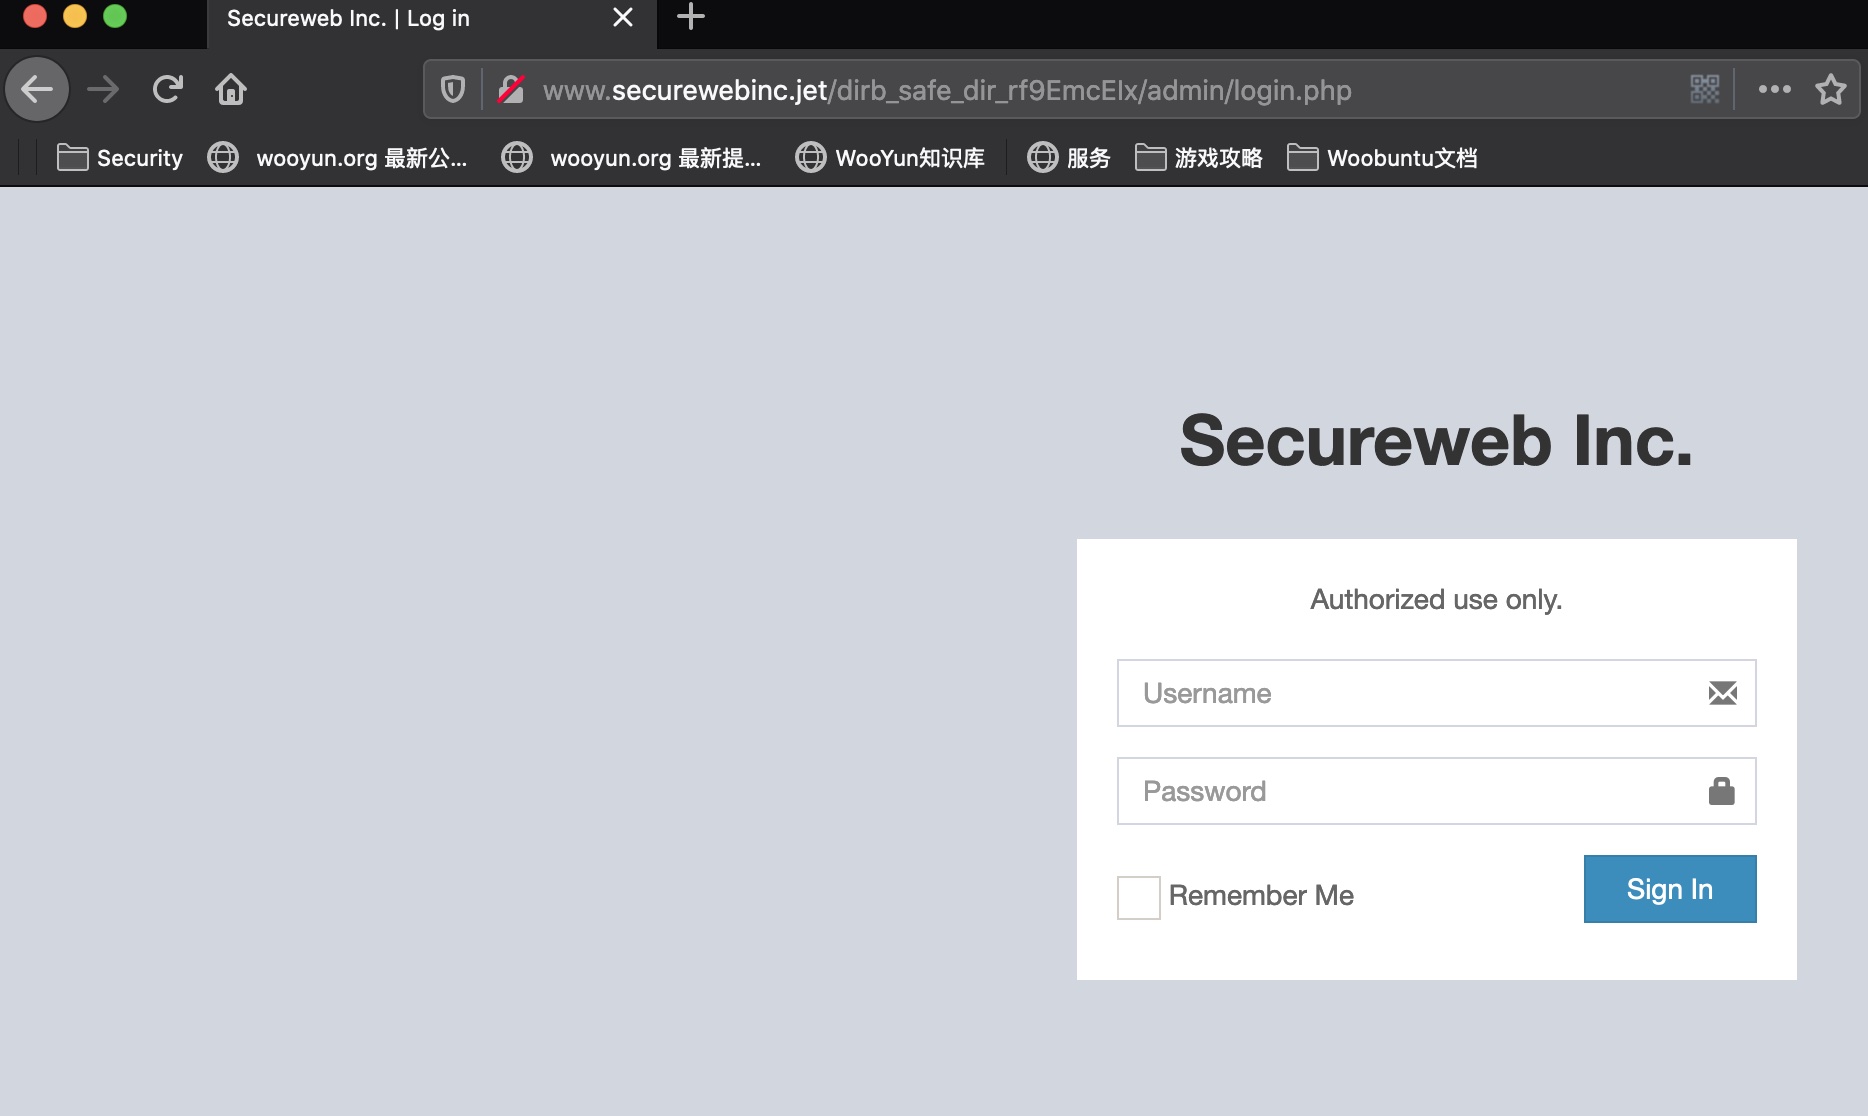 Secureweb Inc. | Log in
www.securewebinc.jet/dirb_safe_dir_rf9EmcEIx/admin/login.php
Security wooyun.org 最新公... wooyun.org 最新提... WooYun知识库 服务 游戏攻略 Woobuntu文档
Secureweb Inc.
Authorized use only.
Username
Password
Remember Me Sign In